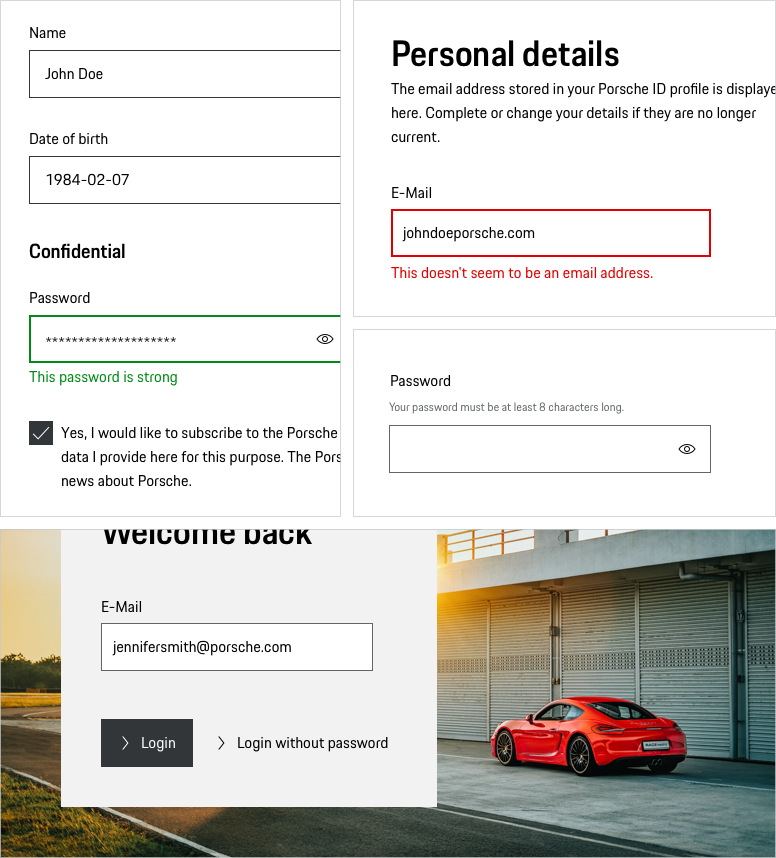 Name
John Doe
Date of birth
1984-02-07
Confidential
Password
********************
This password is strong
Yes, I would like to subscribe to the Porsche
data I provide here for this purpose. The Pors
news about Porsche.
Personal details
The email address stored in your Porsche ID profile is displaye
here. Complete or change your details if they are no longer
current.
E-Mail
johndoeporsche.com
This doesn't seem to be an email address.
Password
Your password must be at least 8 characters long.
Welcome back
E-Mail
jennifersmith@porsche.com
Login
Login without password